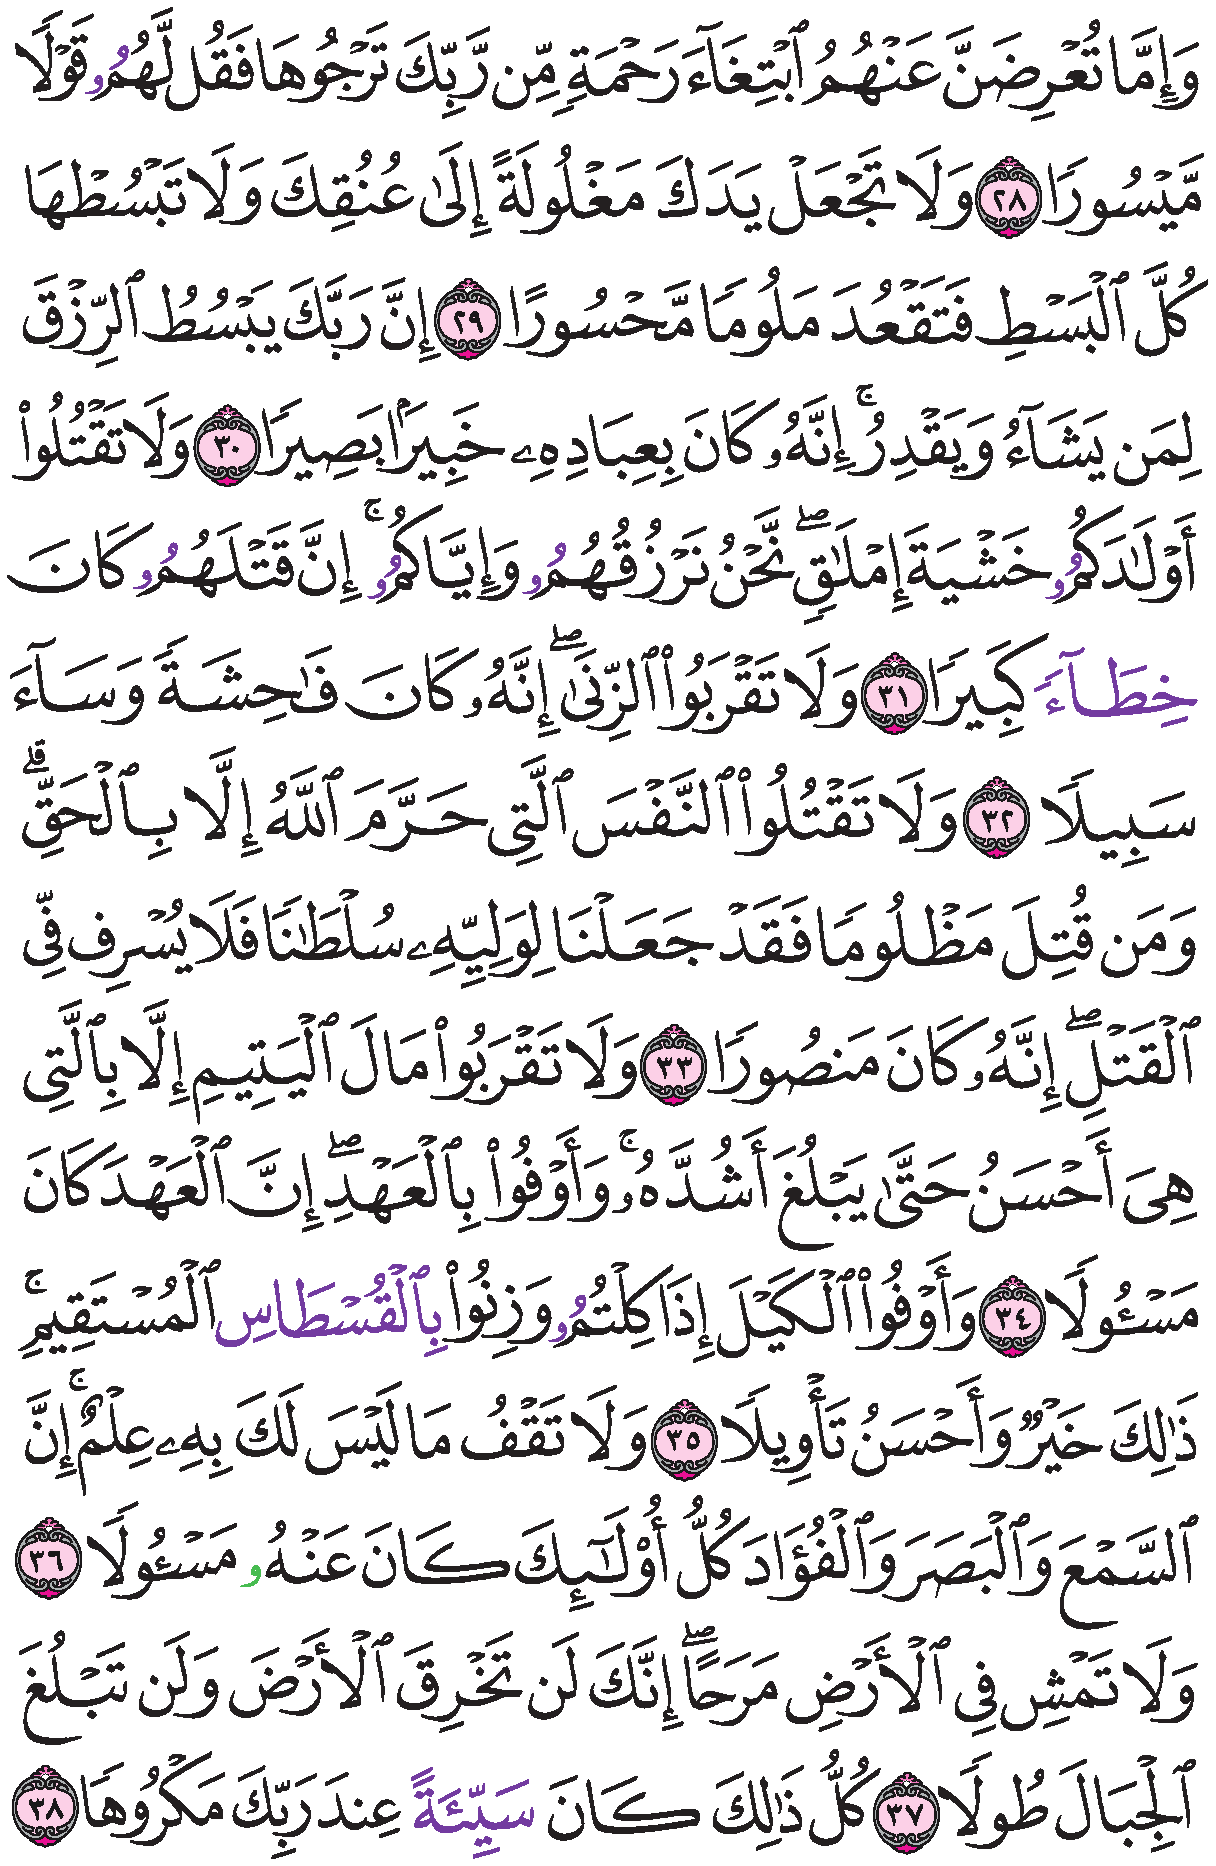 وَإِمَّا تُعۡرِضَنَّ عَنۡهُمُ ٱبۡتِغَآءَ رَحۡمَةٖ مِّن رَّبِّكَ تَرۡجُوهَا فَقُل لَّهُمُۥ قَوۡلٗا
مَّيۡسُورٗا ٢٨ وَلَا تَجۡعَلۡ يَدَكَ مَغۡلُولَةً إِلَىٰ عُنُقِكَ وَلَا تَبۡسُطۡهَا
كُلَّ ٱلۡبَسۡطِ فَتَقۡعُدَ مَلُومٗا مَّحۡسُورًا ٢٩ إِنَّ رَبَّكَ يَبۡسُطُ ٱلرِّزۡقَ
لِمَن يَشَآءُ وَيَقۡدِرُۚ إِنَّهُۥ كَانَ بِعِبَادِهِۦ خَبِيرَۢا بَصِيرٗا ٣٠ وَلَا تَقۡتُلُوٓاْ
أَوۡلَٰدَكُمُۥ خَشۡيَةَ إِمۡلَٰقٖۖ نَّحۡنُ نَرۡزُقُهُمُۥ وَإِيَّاكُمُۥۚ إِنَّ قَتۡلَهُمُۥ كَانَ
خِطَآءٗ كَبِيرٗا ٣١ وَلَا تَقۡرَبُواْ ٱلزِّنَىٰٓۖ إِنَّهُۥ كَانَ فَٰحِشَةٗ وَسَآءَ
سَبِيلٗا ٣٢ وَلَا تَقۡتُلُواْ ٱلنَّفۡسَ ٱلَّتِي حَرَّمَ ٱللَّهُ إِلَّا بِٱلۡحَقِّۗ
وَمَن قُتِلَ مَظۡلُومٗا فَقَدۡ جَعَلۡنَا لِوَلِيِّهِۦ سُلۡطَٰنٗا فَلَا يُسۡرِف فِّي
ٱلۡقَتۡلِۖ إِنَّهُۥ كَانَ مَنصُورٗا ٣٣ وَلَا تَقۡرَبُواْ مَالَ ٱلۡيَتِيمِ إِلَّا بِٱلَّتِي
هِيَ أَحۡسَنُ حَتَّىٰ يَبۡلُغَ أَشُدَّهُۥۚ وَأَوۡفُواْ بِٱلۡعَهۡدِۖ إِنَّ ٱلۡعَهۡدَ كَانَ
مَسۡـُٔولٗا ٣٤ وَأَوۡفُواْ ٱلۡكَيۡلَ إِذَا كِلۡتُمُۥ وَزِنُواْ بِٱلۡقُسۡطَاسِ ٱلۡمُسۡتَقِيمِۚ
ذَٰلِكَ خَيۡرٞ وَأَحۡسَنُ تَأۡوِيلٗا ٣٥ وَلَا تَقۡفُ مَا لَيۡسَ لَكَ بِهِۦ عِلۡمٌۚ إِنَّ
ٱلسَّمۡعَ وَٱلۡبَصَرَ وَٱلۡفُؤَادَ كُلُّ أُوْلَٰٓئِكَ كَانَ عَنۡهُۥ مَسۡـُٔولٗا ٣٦
وَلَا تَمۡشِ فِي ٱلۡأَرۡضِ مَرَحًاۖ إِنَّكَ لَن تَخۡرِقَ ٱلۡأَرۡضَ وَلَن تَبۡلُغَ
ٱلۡجِبَالَ طُولٗا ٣٧ كُلُّ ذَٰلِكَ كَانَ سَيِّئَةً عِندَ رَبِّكَ مَكۡرُوهٗا ٣٨